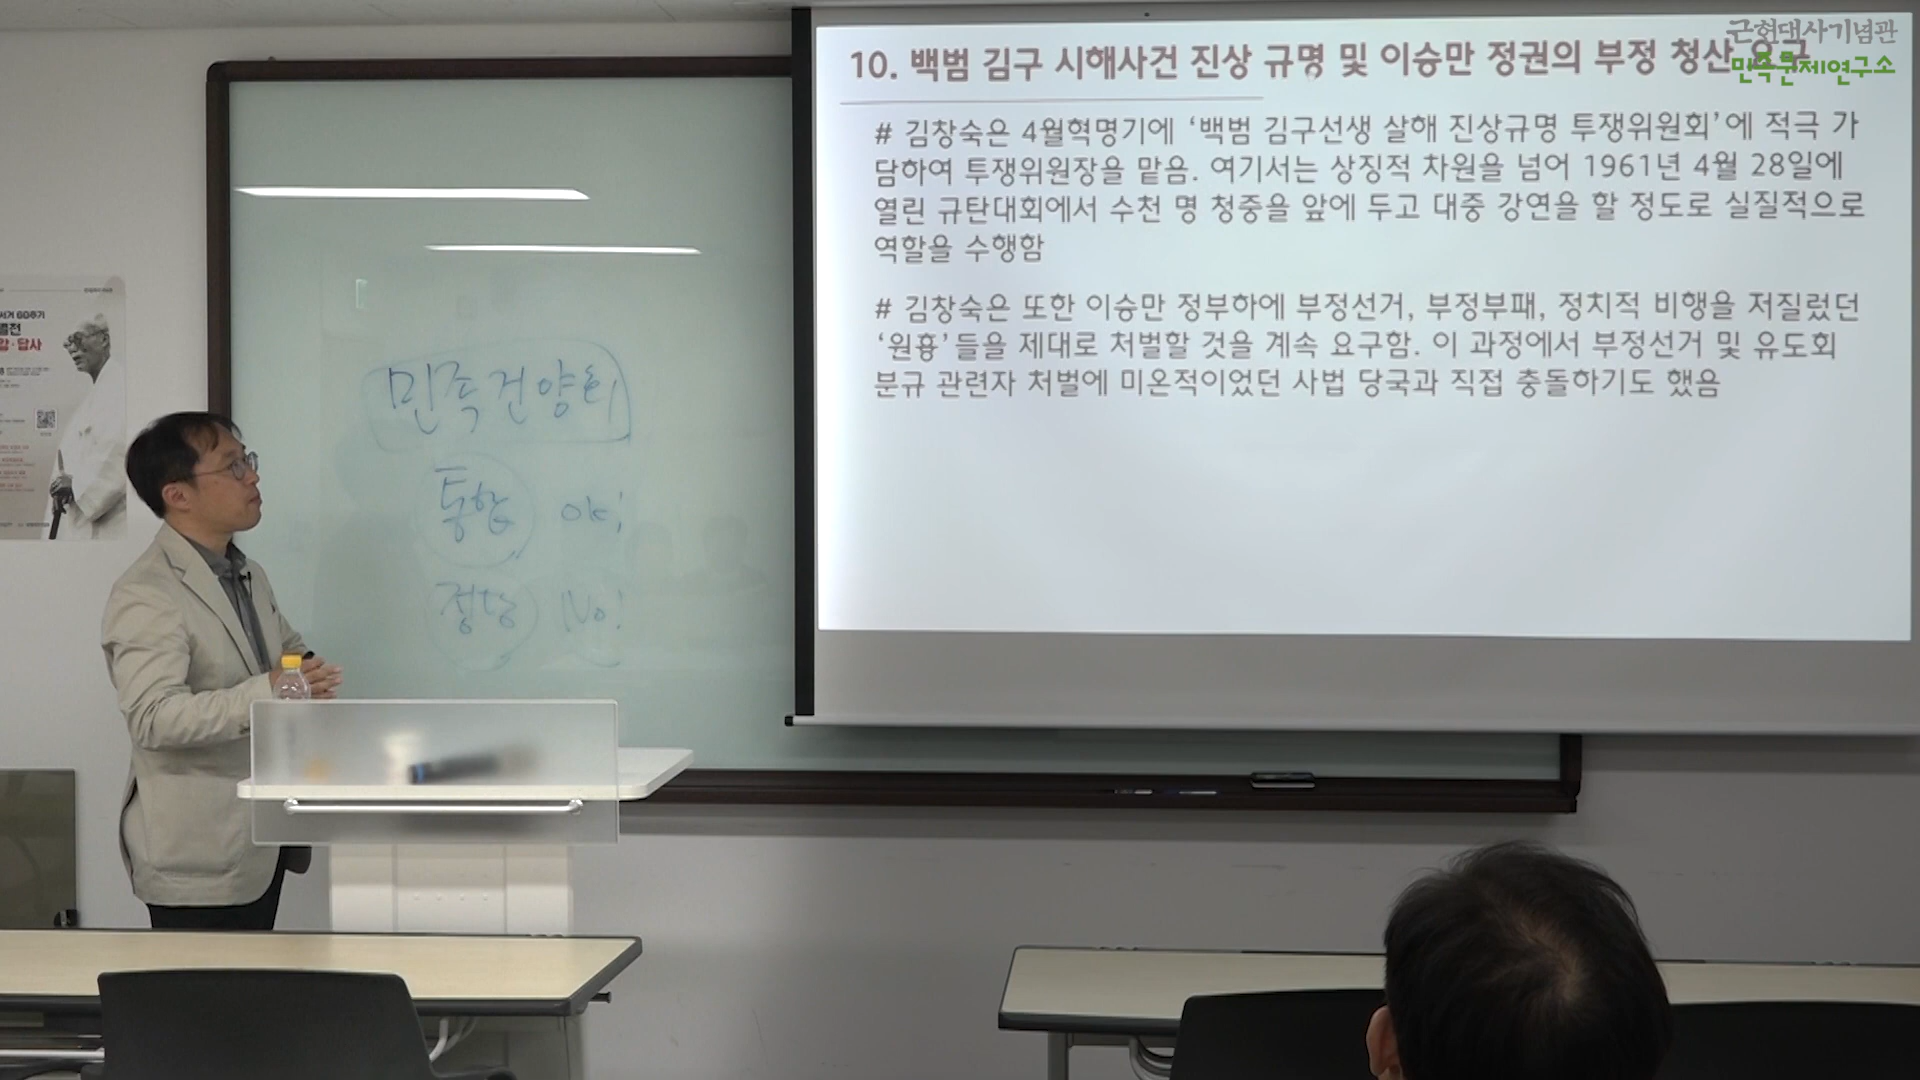 근현대사기념관
민족문제연구소
10. 백범 김구 시해사건 진상 규명 및 이승만 정권의 부정 청산 요구
# 김창숙은 4월혁명기에 ‘백범 김구선생 살해 진상규명 투쟁위원회’에 적극 가
담하여 투쟁위원장을 맡음. 여기서는 상징적 차원을 넘어 1961년 4월 28일에
열린 규탄대회에서 수천 명 청중을 앞에 두고 대중 강연을 할 정도로 실질적으로
역할을 수행함
# 김창숙은 또한 이승만 정부하에 부정선거, 부정부패, 정치적 비행을 저질렀던
‘원흉’들을 제대로 처벌할 것을 계속 요구함. 이 과정에서 부정선거 및 유도회
분규 관련자 처벌에 미온적이었던 사법 당국과 직접 충돌하기도 했음
민족건양회
통합 OK!
정당 No!
서거 60주기
답사